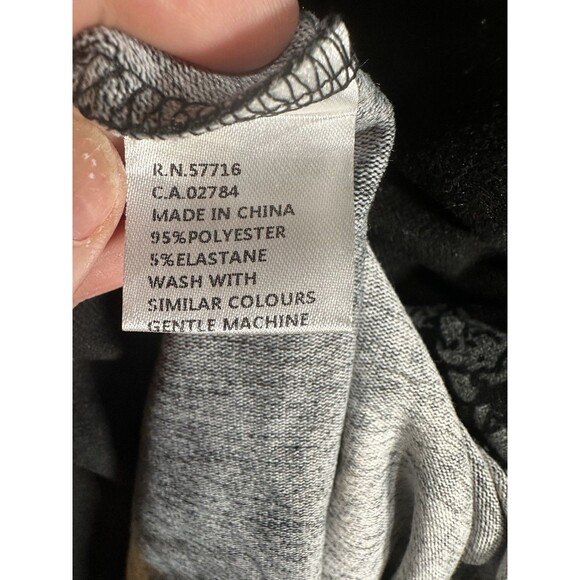 R.N.57716
C.A.02784
MADE IN CHINA
95%POLYESTER
5%ELASTANE
WASH WITH
SIMILAR COLOURS
GENTLE MACHINE